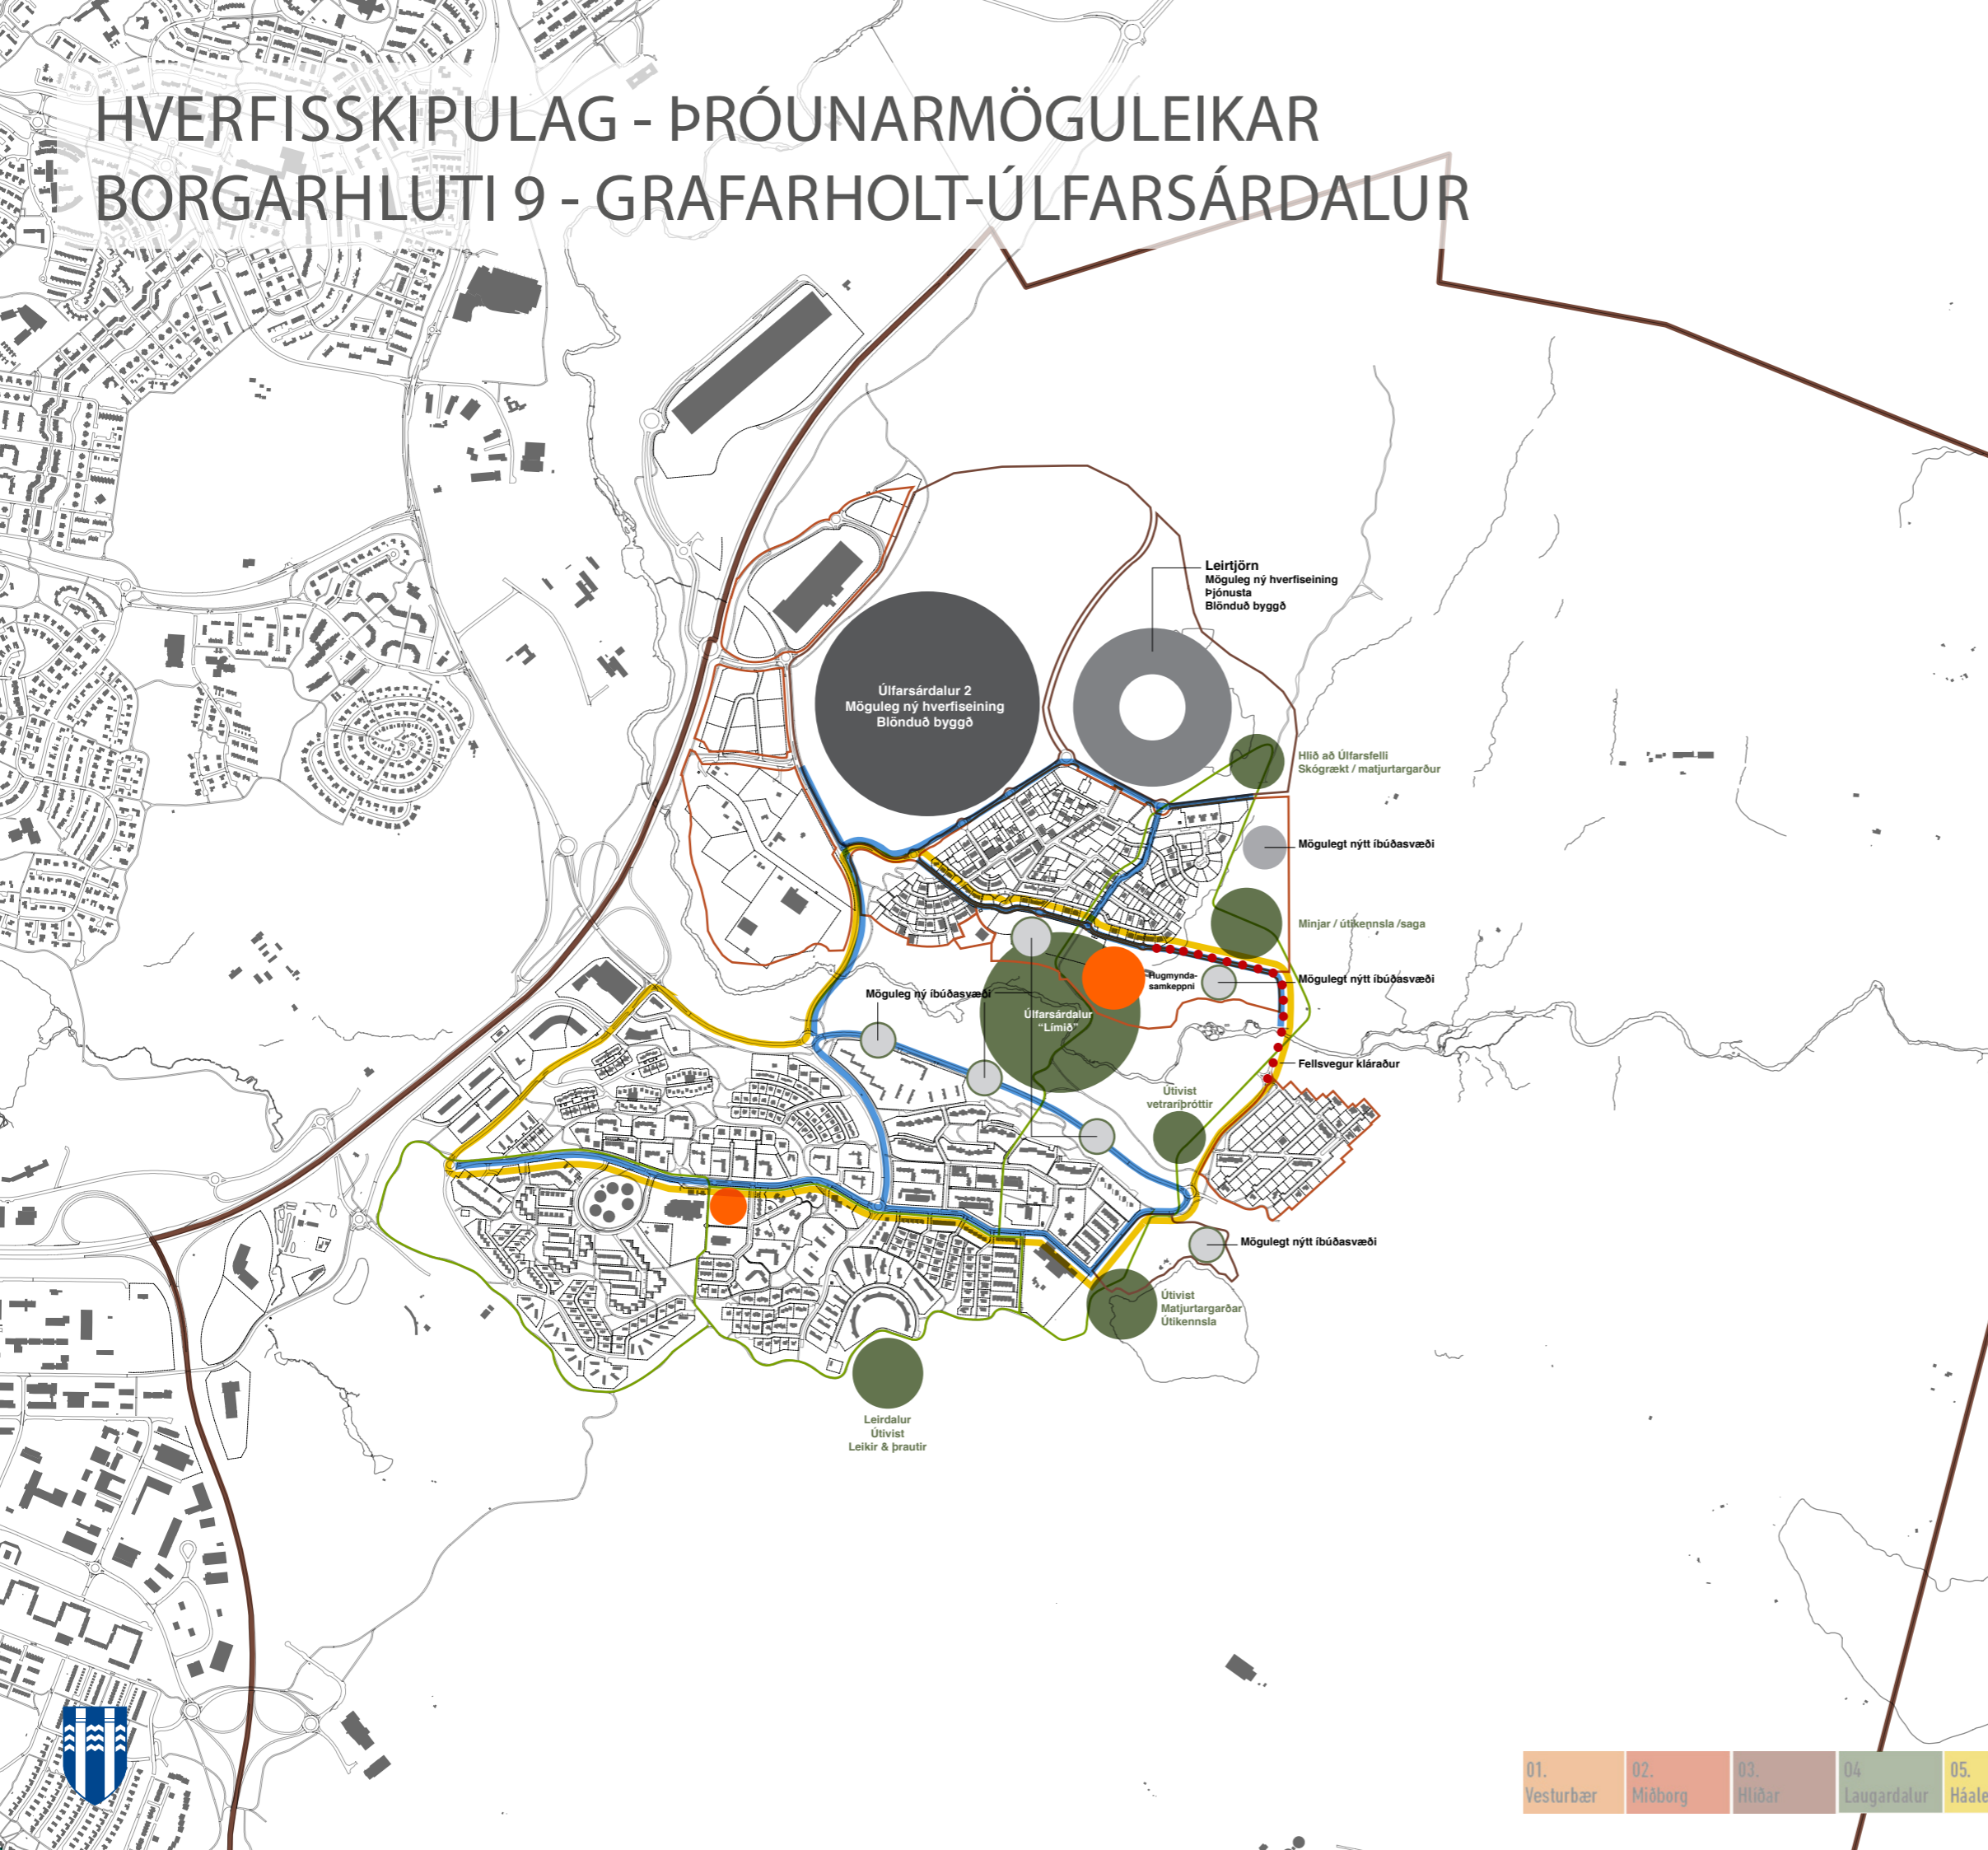 HVERFISSKIPULAG - ÞRÓUNARMÖGULEIKAR
BORGARHLUTI 9 - GRAFARHOLT-ÚLFARSÁRDALUR
Leirtjörn
Möguleg ný hverfiseining
Þjónusta
Blönduð byggð
Úlfarsárdalur 2
Möguleg ný hverfiseining
Blönduð byggð
Hlið að Úlfarsfelli
Skógrækt / matjurtargarður
Mögulegt nýtt íbúðasvæði
Minjar / útikennsla /saga
Hugmynda-
samkeppni
Mögulegt nýtt íbúðasvæði
Möguleg ný íbúðasvæði
Úlfarsárdalur
“Límið”
Fellsvegur kláraður
Útivist
vetraríþróttir
Mögulegt nýtt íbúðasvæði
Útivist
Matjurtargarðar
Útikennsla
Leirdalur
Útivist
Leikir & þrautir
01.
Vesturbær
02.
Miðborg
03.
Hlíðar
04
Laugardalur
05.
Háale